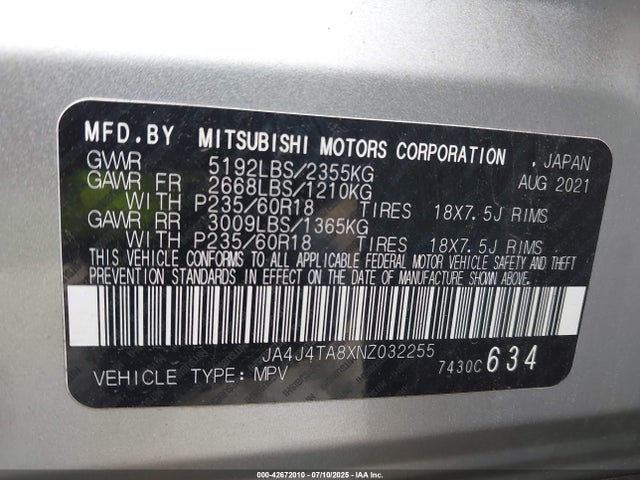 MFD.BY MITSUBISHI MOTORS CORPORATION , JAPAN
GVWR 5192LBS/2355KG AUG 2021
GAWR FR 2668LBS/1210KG
WITH P235/60R18 TIRES 18X7.5J RIMS
GAWR RR 3009LBS/1365KG
WITH P235/60R18 TIRES 18X7.5J RIMS
THIS VEHICLE CONFORMS TO ALL APPLICABLE FEDERAL MOTOR VEHICLE SAFETY AND THEFT
PREVENTION STANDARDS IN EFFECT ON THE DATE OF MANUFACTURE SHOWN ABOVE.
JA4J4TA8XNZ032255
VEHICLE TYPE: MPV 7430C 634
000-42672010 - 07/10/2025 - IAA Inc.